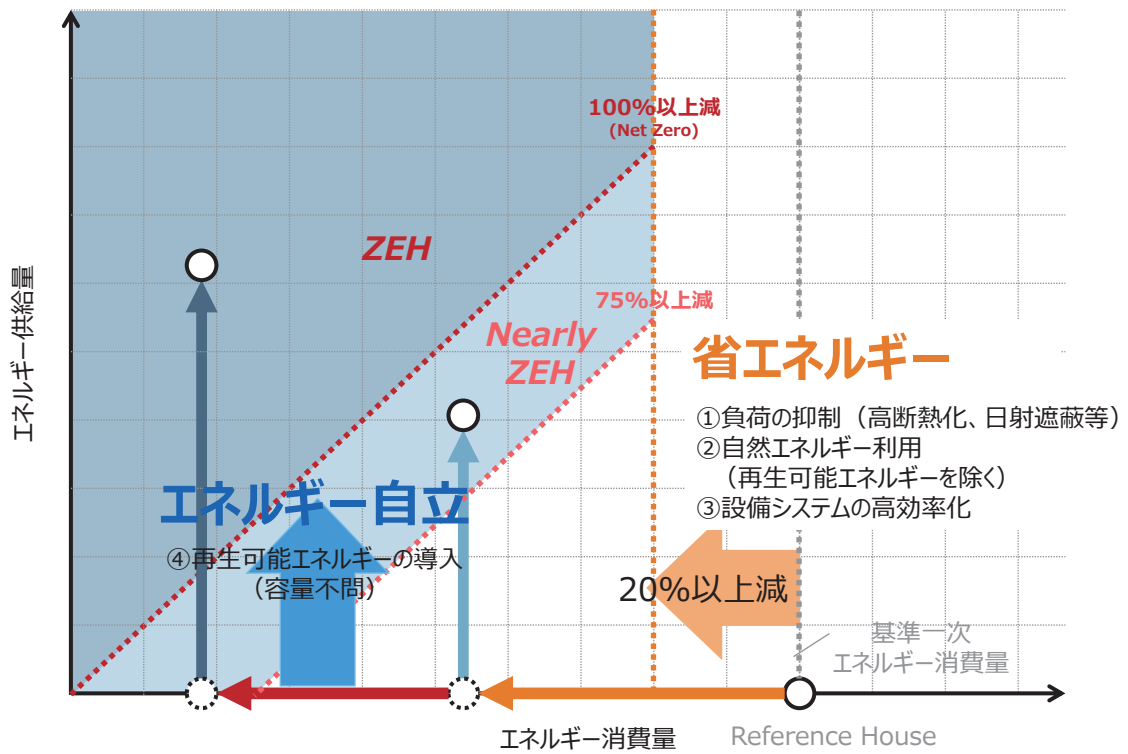 100%以上減
(Net Zero)
ZEH
エネルギー供給量
75%以上減
Nearly
ZEH
省エネルギー
①負荷の抑制（高断熱化、日射遮蔽等）
②自然エネルギー利用
（再生可能エネルギーを除く）
③設備システムの高効率化
エネルギー自立
④再生可能エネルギーの導入
（容量不問）
20%以上減
基準一次
エネルギー消費量
エネルギー消費量
Reference House